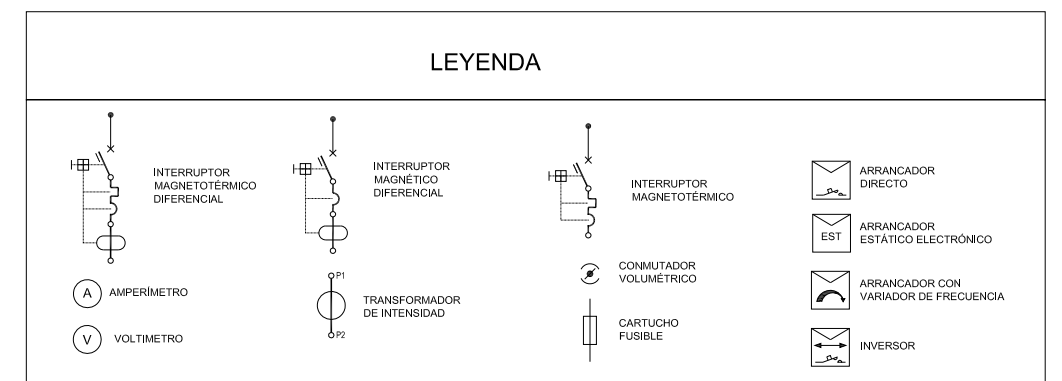 LEYENDA
INTERRUPTOR
MAGNETOTÉRMICO
DIFERENCIAL
INTERRUPTOR
MAGNÉTICO
DIFERENCIAL
INTERRUPTOR
MAGNETOTÉRMICO
ARRANCADOR
DIRECTO
EST
ARRANCADOR
ESTÁTICO ELECTRÓNICO
A
AMPERÍMETRO
P1
TRANSFORMADOR
DE INTENSIDAD
P2
CONMUTADOR
VOLUMÉTRICO
ARRANCADOR CON
VARIADOR DE FRECUENCIA
V
VOLTIMETRO
CARTUCHO
FUSIBLE
INVERSOR